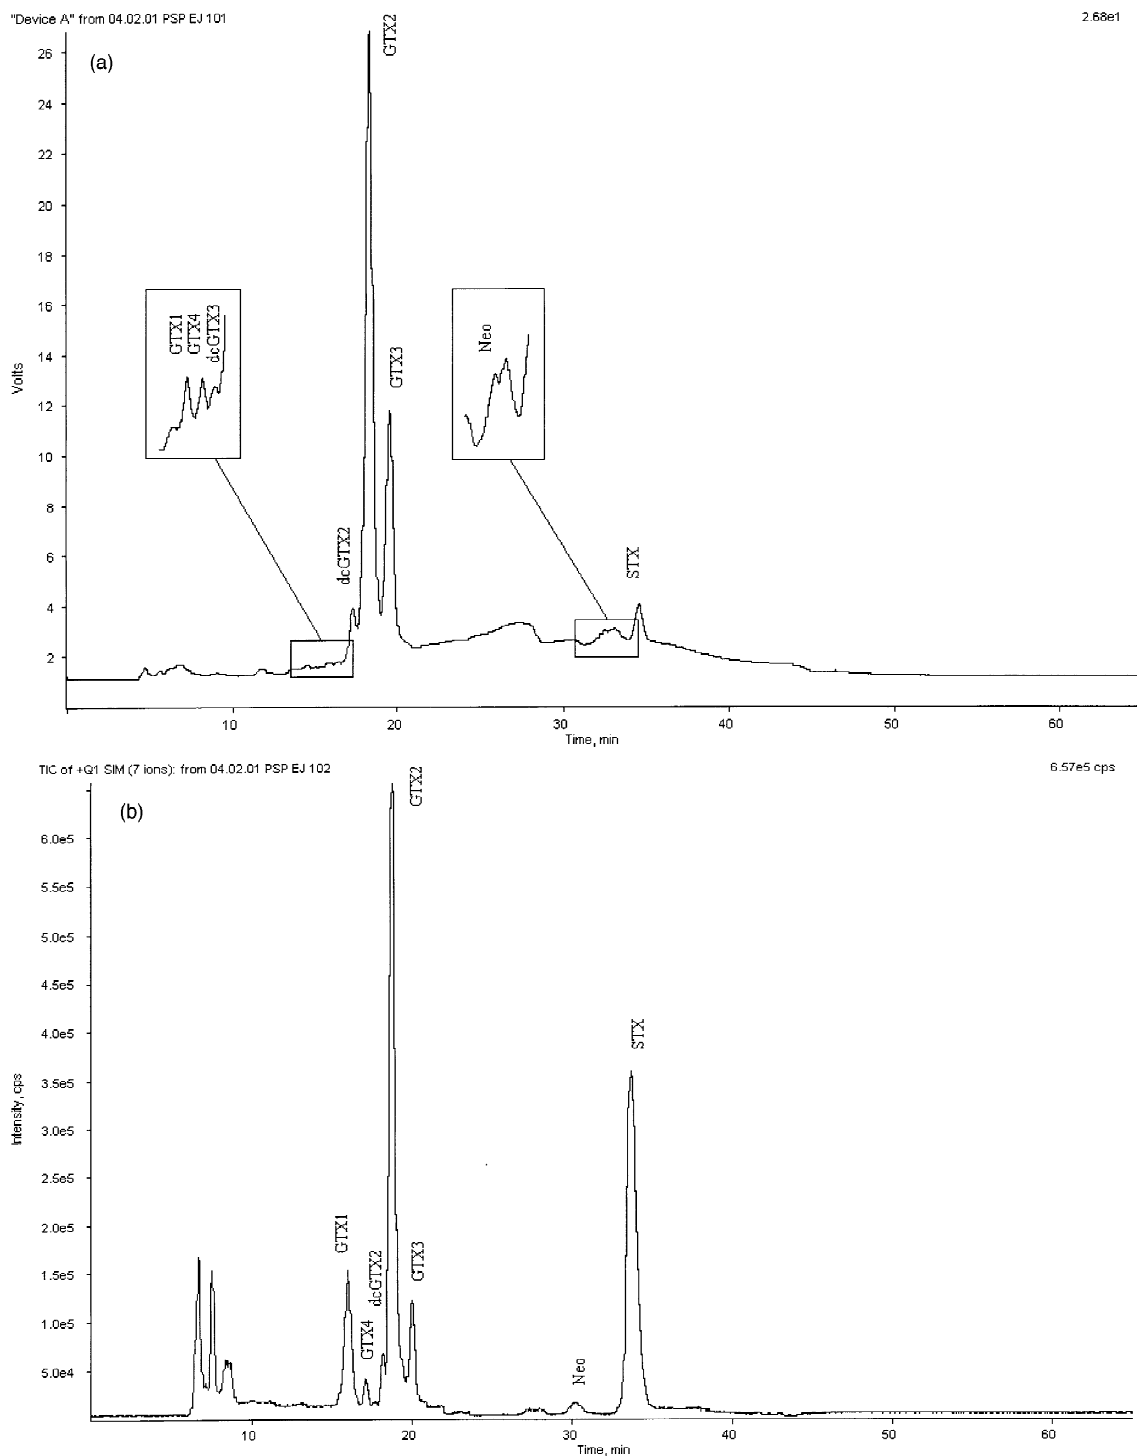 "Device A" from 04.02.01 PSP EJ 101
2.68e1
(a)
GTX2
26
24
22
20
18
16
14
12
10
8
6
4
2
Volts
GTX1
GTX4
dcGTX3
Neo
GTX3
dcGTX2
STX
10
20
30
40
50
60
Time, min
TIC of +Q1 SIM (7 ions): from 04.02.01 PSP EJ 102
6.57e5 cps
(b)
GTX2
6.0e5
5.5e5
5.0e5
4.5e5
4.0e5
3.5e5
3.0e5
2.5e5
2.0e5
1.5e5
1.0e5
5.0e4
Intensity, cps
GTX1
GTX4
dcGTX2
GTX3
Neo
STX
10
20
30
40
50
60
Time, min